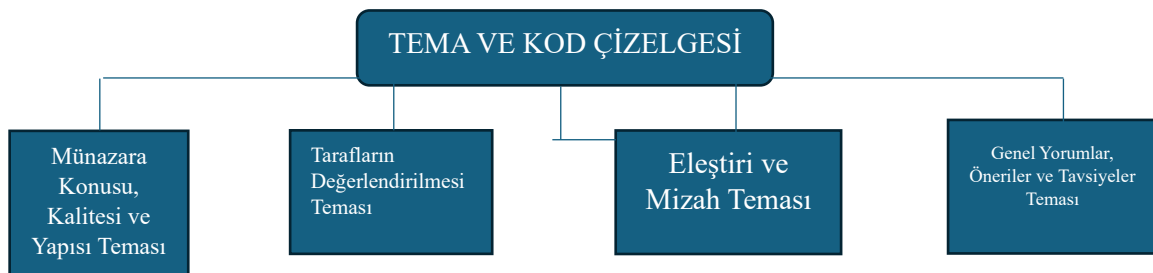 TEMA VE KOD ÇİZELGESİ
Münazara
Konusu,
Kalitesi ve
Yapısı Teması
Tarafların
Değerlendirilmesi
Teması
Eleştiri ve
Mizah Teması
Genel Yorumlar,
Öneriler ve Tavsiyeler
Teması